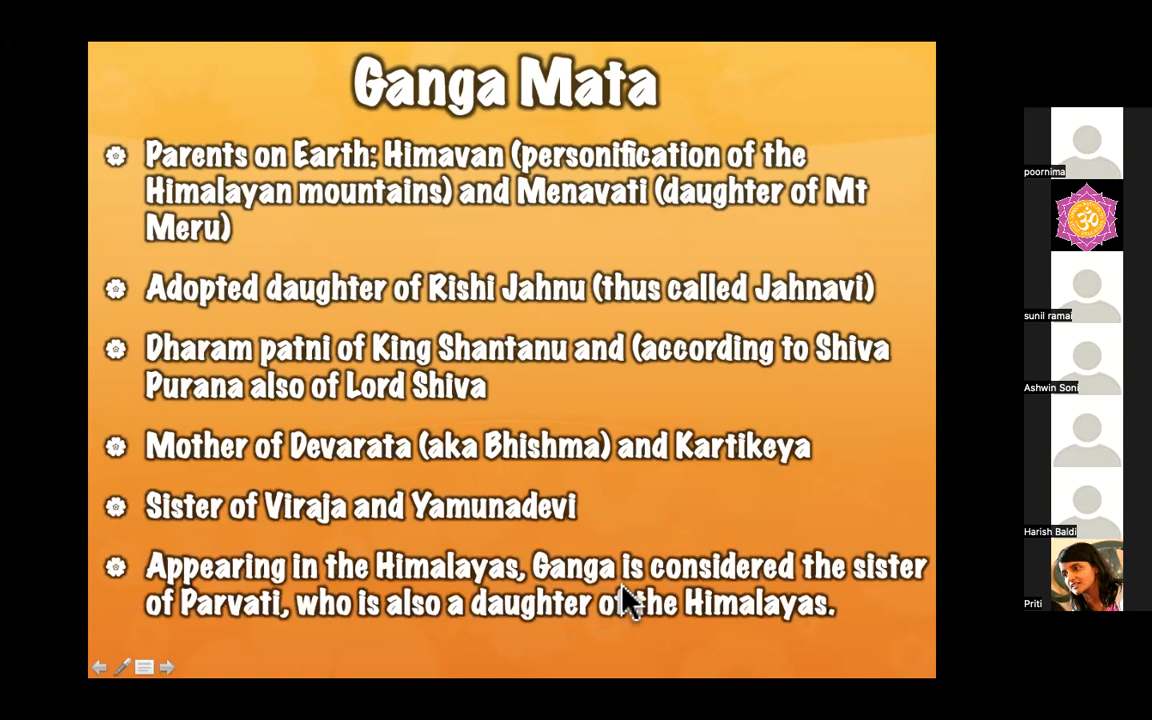 Ganga Mata
Parents on Earth: Himavan (personification of the
Himalayan mountains) and Menavati (daughter of Mt
Meru)
Adopted daughter of Rishi Jahnu (thus called Jahnavi)
Dharam patni of King Shantanu and (according to Shiva
Purana also of Lord Shiva
Mother of Devarata (aka Bhishma) and Kartikeya
Sister of Viraja and Yamunadevi
Appearing in the Himalayas, Ganga is considered the sister
of Parvati, who is also a daughter of the Himalayas.
poornima
ॐ
sunil ramai
Ashwin Soni
Harish Baldi
Priti